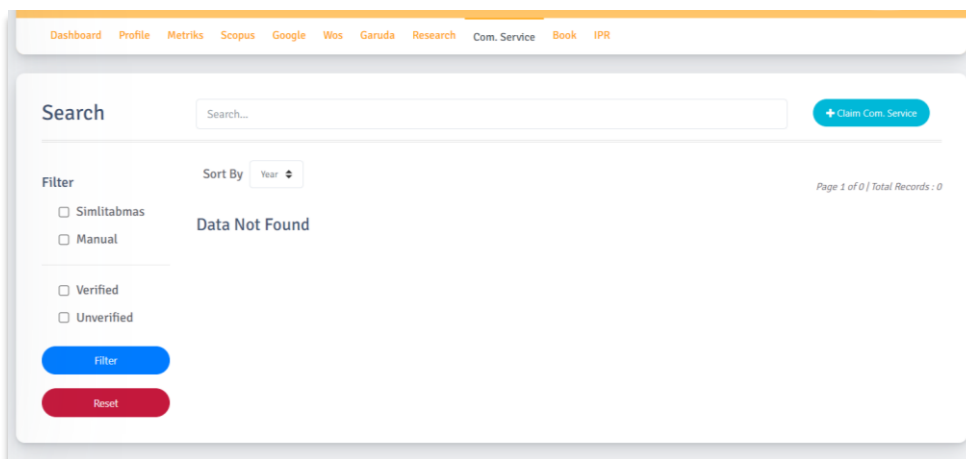 Dashboard Profile Metriks Scopus Google Wos Garuda Research Com. Service Book IPR
Search
Search...
+ Claim Com. Service
Filter
Simlitabmas
Manual
Verified
Unverified
Filter
Reset
Sort By Year
Page 1 of 0 | Total Records : 0
Data Not Found